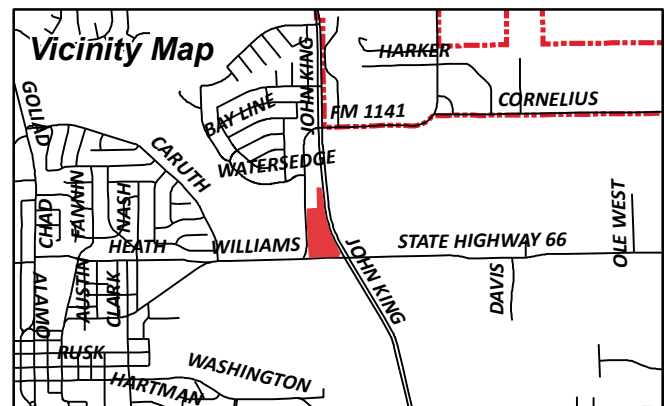 Vicinity Map
HARKER
JOHN KING
GOLIAD
BAY LINE
FM 1141
CORNELIUS
CARUTH
WATERSEDGE
FANNIN
NASH
CHAD
OLE WEST
HEATH
WILLIAMS
JOHN KING
STATE HIGHWAY 66
ALAMO
AUSTIN
CLARK
DAVIS
RUSK
WASHINGTON
HARTMAN